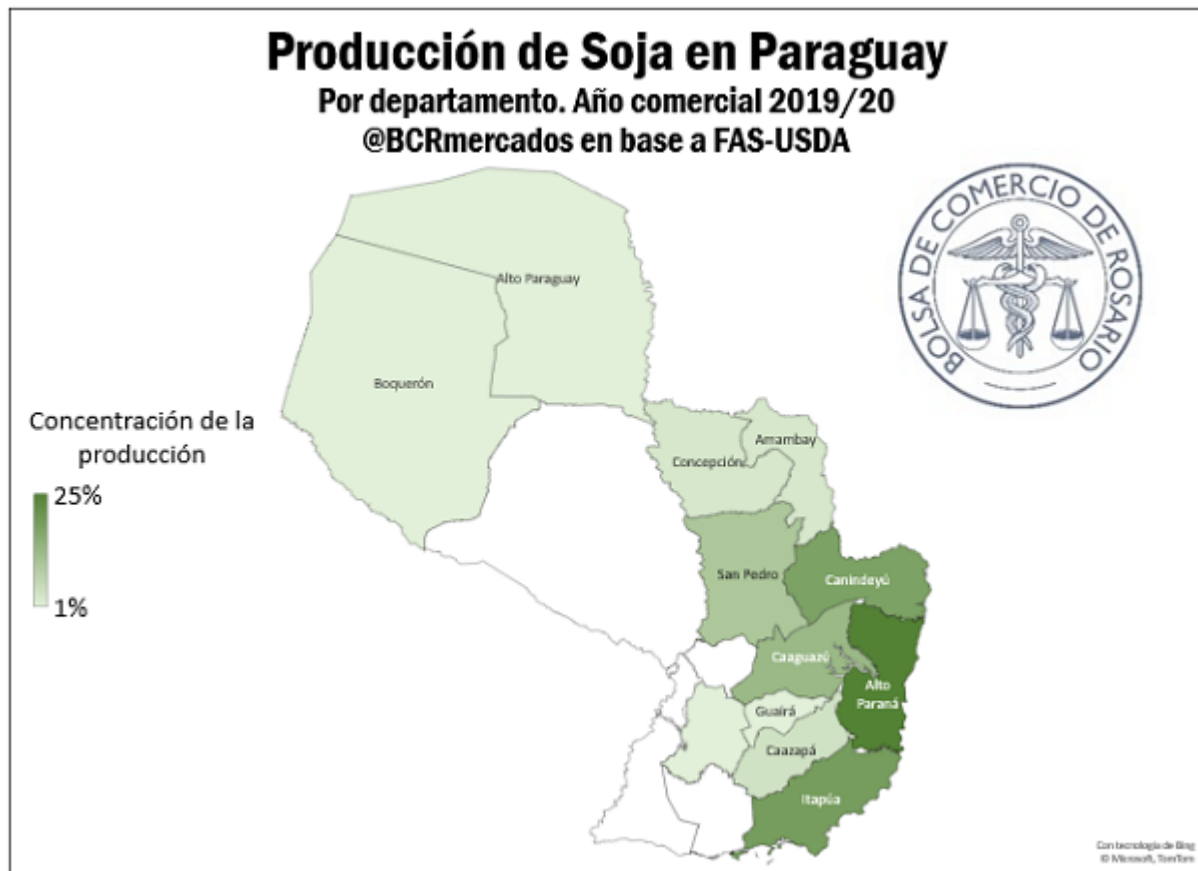 Producción de Soja en Paraguay
Por departamento. Año comercial 2019/20
@BCRmercados en base a FAS-USDA
BOLSA DE COMERCIO DE ROSARIO
Alto Paraguay
Boquerón
Concentración de la
producción
25%
1%
Amambay
Concepción
San Pedro
Canindeyú
Caaguazú
Alto
Paraná
Guairá
Caazapá
Itapúa
Con tecnología de Bing
© Microsoft, TomTom